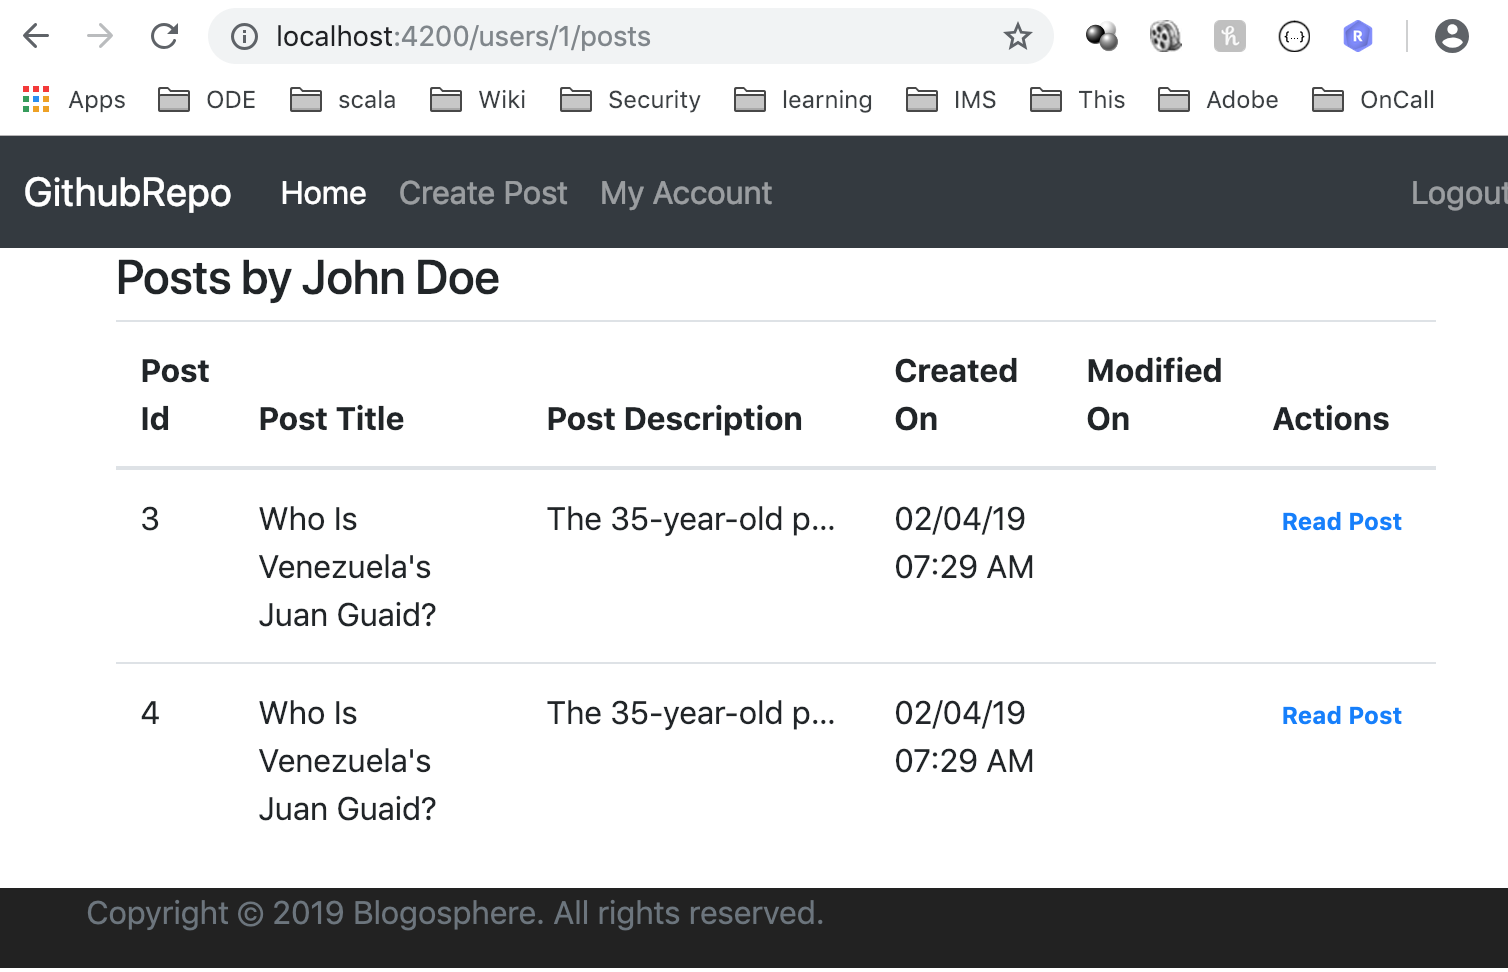 localhost:4200/users/1/posts
{...} R
Apps ODE scala Wiki Security learning IMS This Adobe OnCall
GithubRepo Home Create Post My Account Logout
Posts by John Doe
Post Created Modified
Id Post Title Post Description On On Actions
3 Who Is The 35-year-old p... 02/04/19 Read Post
Venezuela's 07:29 AM
Juan Guaid?
4 Who Is The 35-year-old p... 02/04/19 Read Post
Venezuela's 07:29 AM
Juan Guaid?
Copyright © 2019 Blogosphere. All rights reserved.